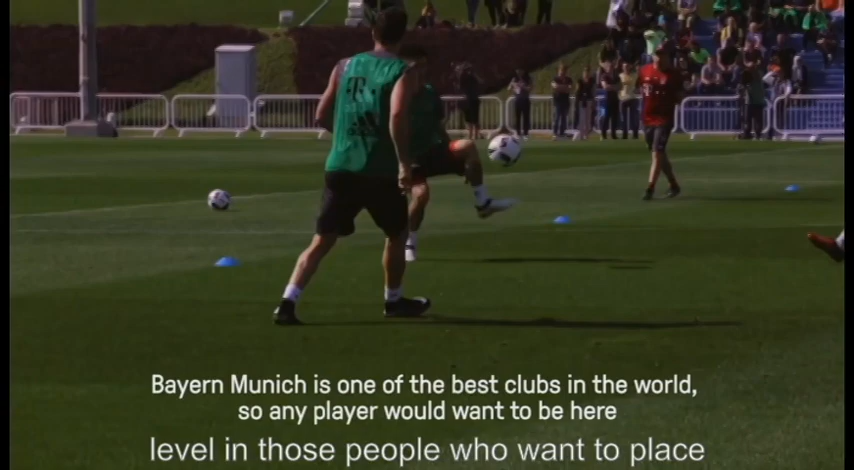 T
adidas
Bayern Munich is one of the best clubs in the world,
so any player would want to be here
level in those people who want to place